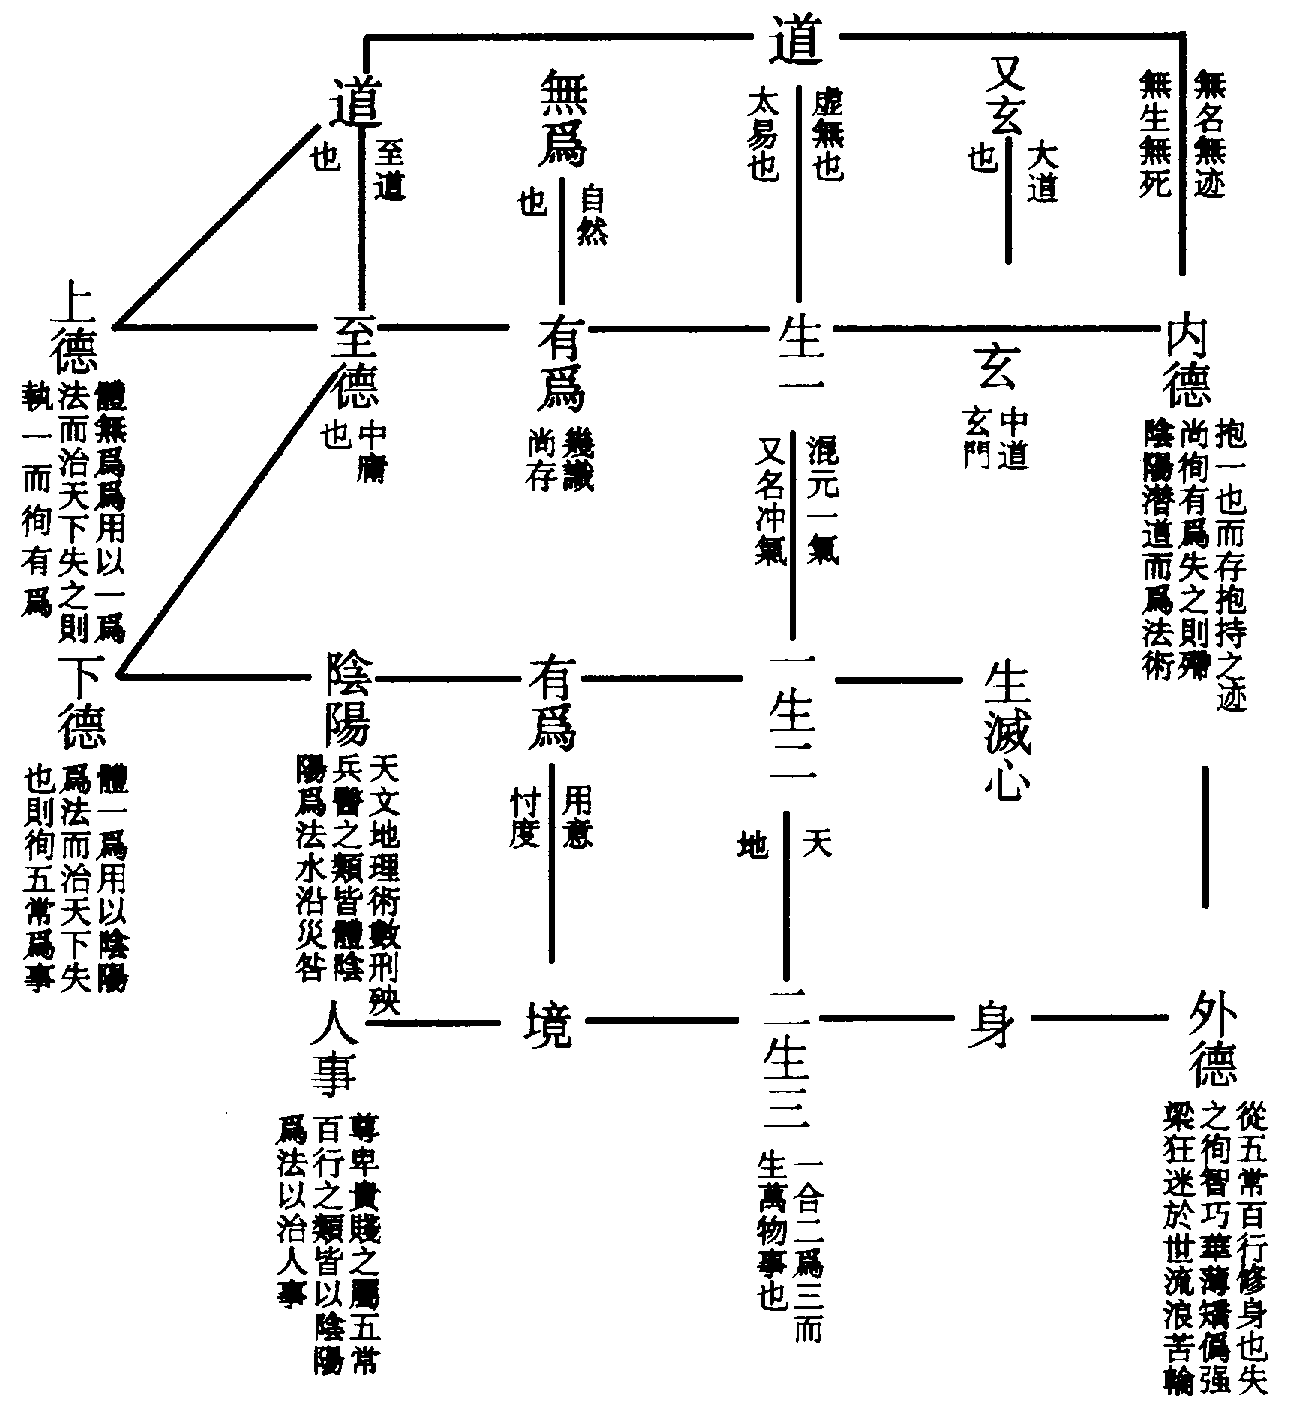 道
虛無也
太易也
又玄
大道
也
無名無迹
無生無死
無爲
自然
也
道
至道
也
内德
抱一也而存抱持之迹
尚徇有爲失之則歸
陰陽潛道而爲法術
玄
中道
玄門
生一
混元一氣
又名冲氣
有爲
幾識
尚存
至德
中庸
也
上德
體無爲爲用以一爲
法而治天下失之則
執一而徇有爲
生滅心
一生二
天
地
有爲
用意
忖度
陰陽
天文地理術數刑殃
兵醫之類皆體陰
陽爲法水沿災咎
下德
體一爲用以陰陽
爲法而治天下失
也則徇五常爲事
外德
從五常百行修身也失
之徇智巧華薄矯僞强
梁狂迷於世流浪苦輪
身
二生三
一合二爲三而
生萬物事也
境
人事
尊卑貴賤之屬五常
百行之類皆以陰陽
爲法以治人事